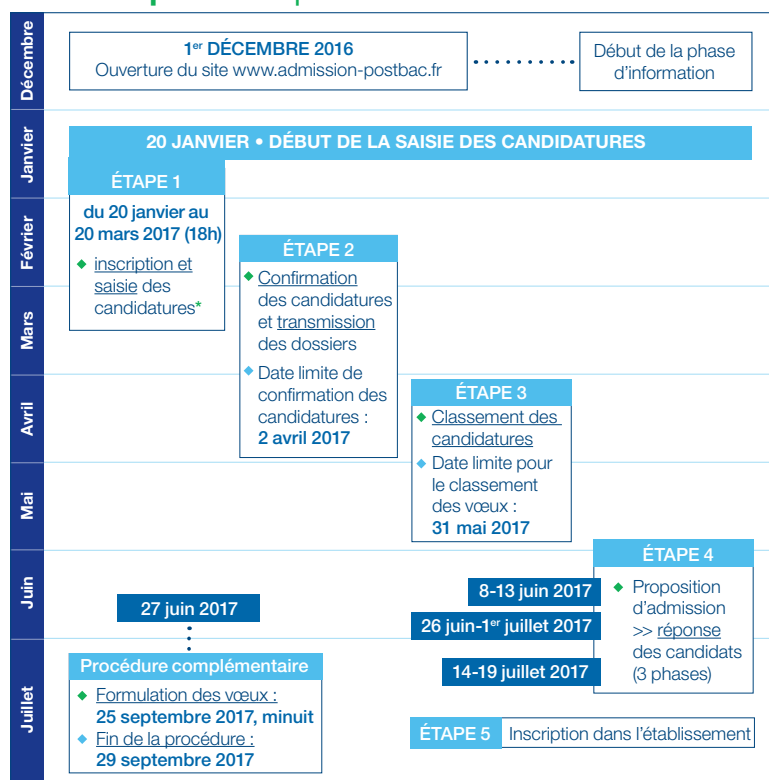 Décembre
1er DÉCEMBRE 2016
Ouverture du site www.admission-postbac.fr
Début de la phase
d'information
Janvier
20 JANVIER • DÉBUT DE LA SAISIE DES CANDIDATURES
ÉTAPE 1
du 20 janvier au
20 mars 2017 (18h)
inscription et
saisie des
candidatures*
Février
ÉTAPE 2
Confirmation
des candidatures
et transmission
des dossiers
Date limite de
confirmation des
candidatures :
2 avril 2017
Mars
Avril
ÉTAPE 3
Classement des
candidatures
Date limite pour
le classement
des vœux :
31 mai 2017
Mai
Juin
ÉTAPE 4
8-13 juin 2017
26 juin-1er juillet 2017
14-19 juillet 2017
Proposition
d'admission
>> réponse
des candidats
(3 phases)
27 juin 2017
Procédure complémentaire
Formulation des vœux :
25 septembre 2017, minuit
Fin de la procédure :
29 septembre 2017
Juillet
ÉTAPE 5
Inscription dans l'établissement